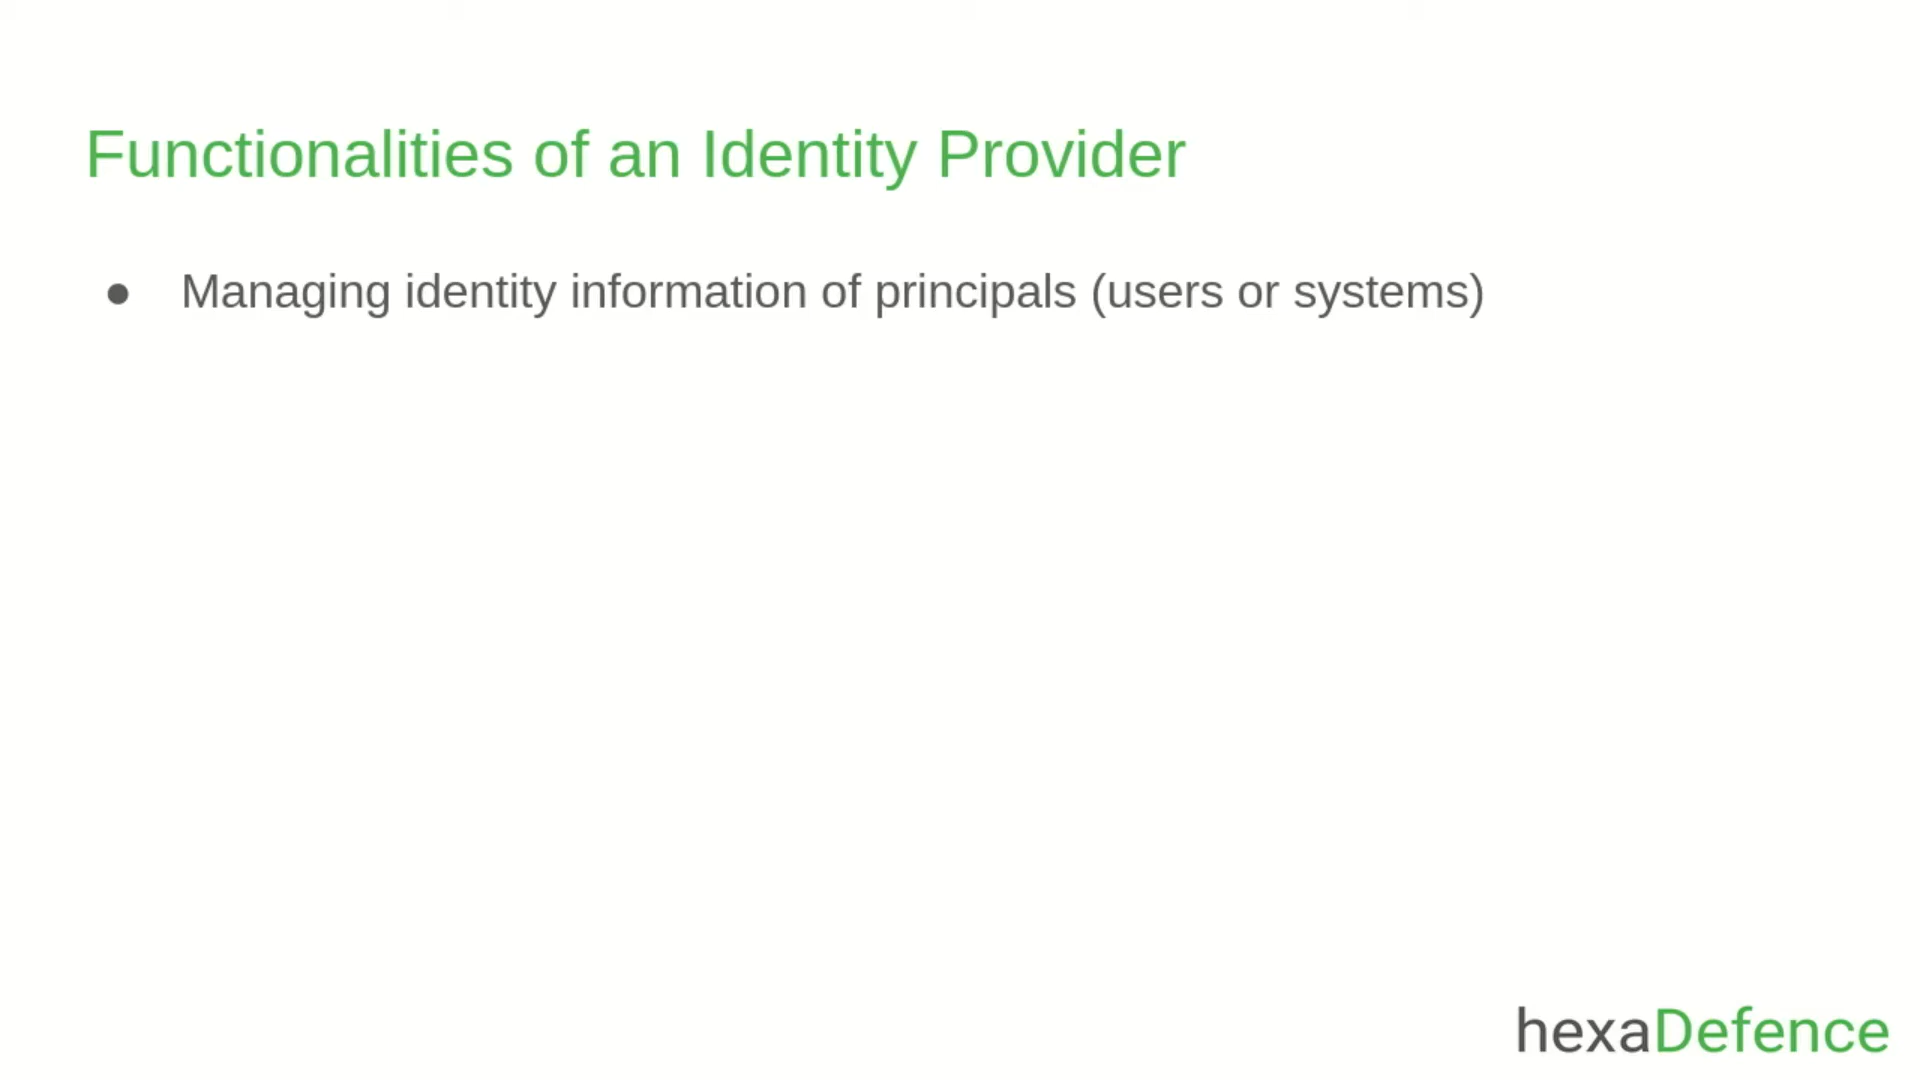 Functionalities of an Identity Provider
● Managing identity information of principals (users or systems)
hexaDefence